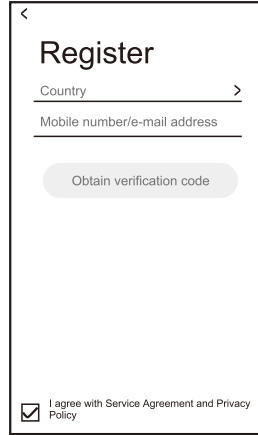 Register
Country
Mobile number/e-mail address
Obtain verification code
I agree with Service Agreement and Privacy
Policy